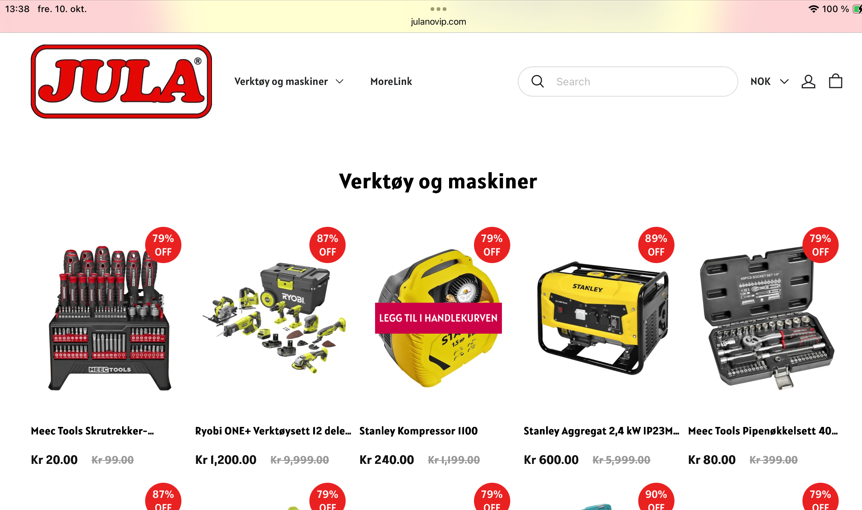 13:38 fre. 10. okt.
100 %
julanovip.com
JULA®
Verktøy og maskiner
MoreLink
Search
NOK
Verktøy og maskiner
79% OFF
87% OFF
79% OFF
89% OFF
79% OFF
MEECTOOLS
RYOBI
LEGG TIL I HANDLEKURVEN
STANLEY
Meec Tools Skrutrekker-...
Ryobi ONE+ Verktøysett 12 dele...
Stanley Kompressor 1100
Stanley Aggregat 2,4 kW IP23M...
Meec Tools Pipenøkkelsett 40...
Kr 20.00 Kr 99.00
Kr 1,200.00 Kr 9,999.00
Kr 240.00 Kr 1,199.00
Kr 600.00 Kr 5,999.00
Kr 80.00 Kr 399.00
87% OFF
79% OFF
79% OFF
90% OFF
79% OFF